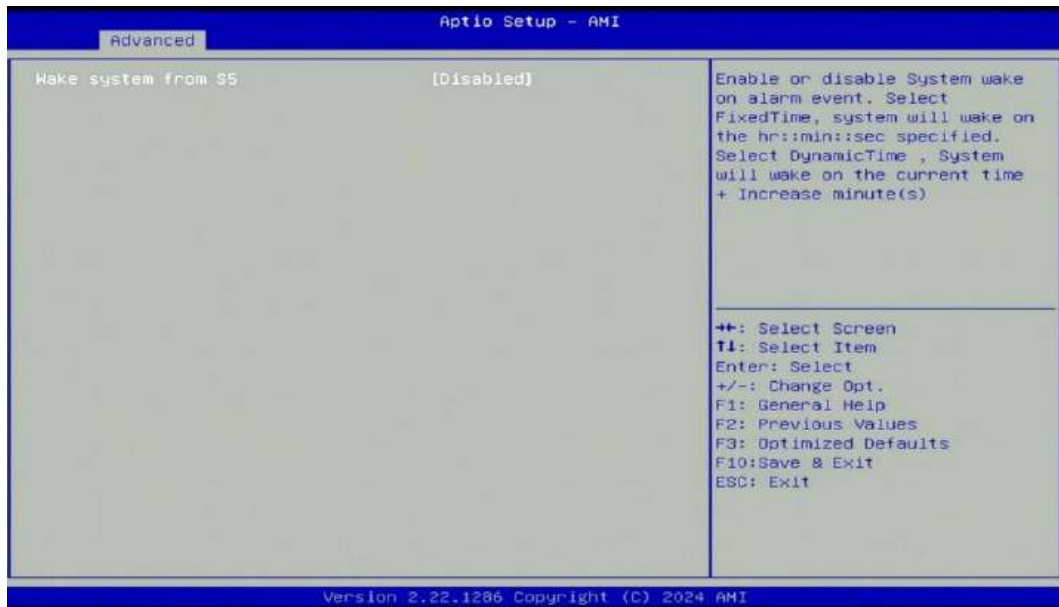 Aptio Setup - AMI
Advanced
Wake system from S5 [Disabled]
Enable or disable System wake
on alarm event. Select
FixedTime, system will wake on
the hr::min::sec specified.
Select DynamicTime , System
will wake on the current time
+ Increase minute(s)
→←: Select Screen
↑↓: Select Item
Enter: Select
+/-: Change Opt.
F1: General Help
F2: Previous Values
F3: Optimized Defaults
F10:Save & Exit
ESC: Exit
Version 2.22.1286 Copyright (C) 2024 AMI